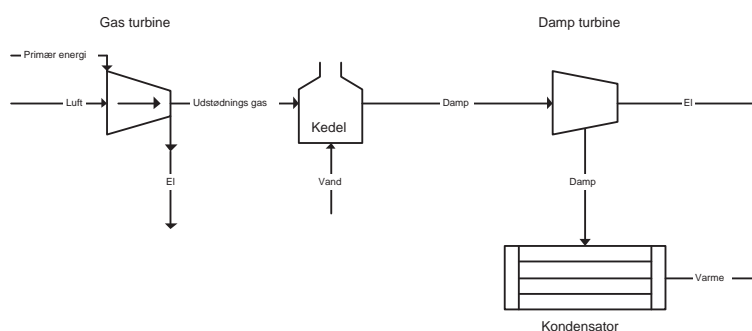 Gas turbine
Damp turbine
Primær energi
Luft
Udstødnings gas
Kedel
Damp
El
El
Vand
Damp
Varme
Kondensator